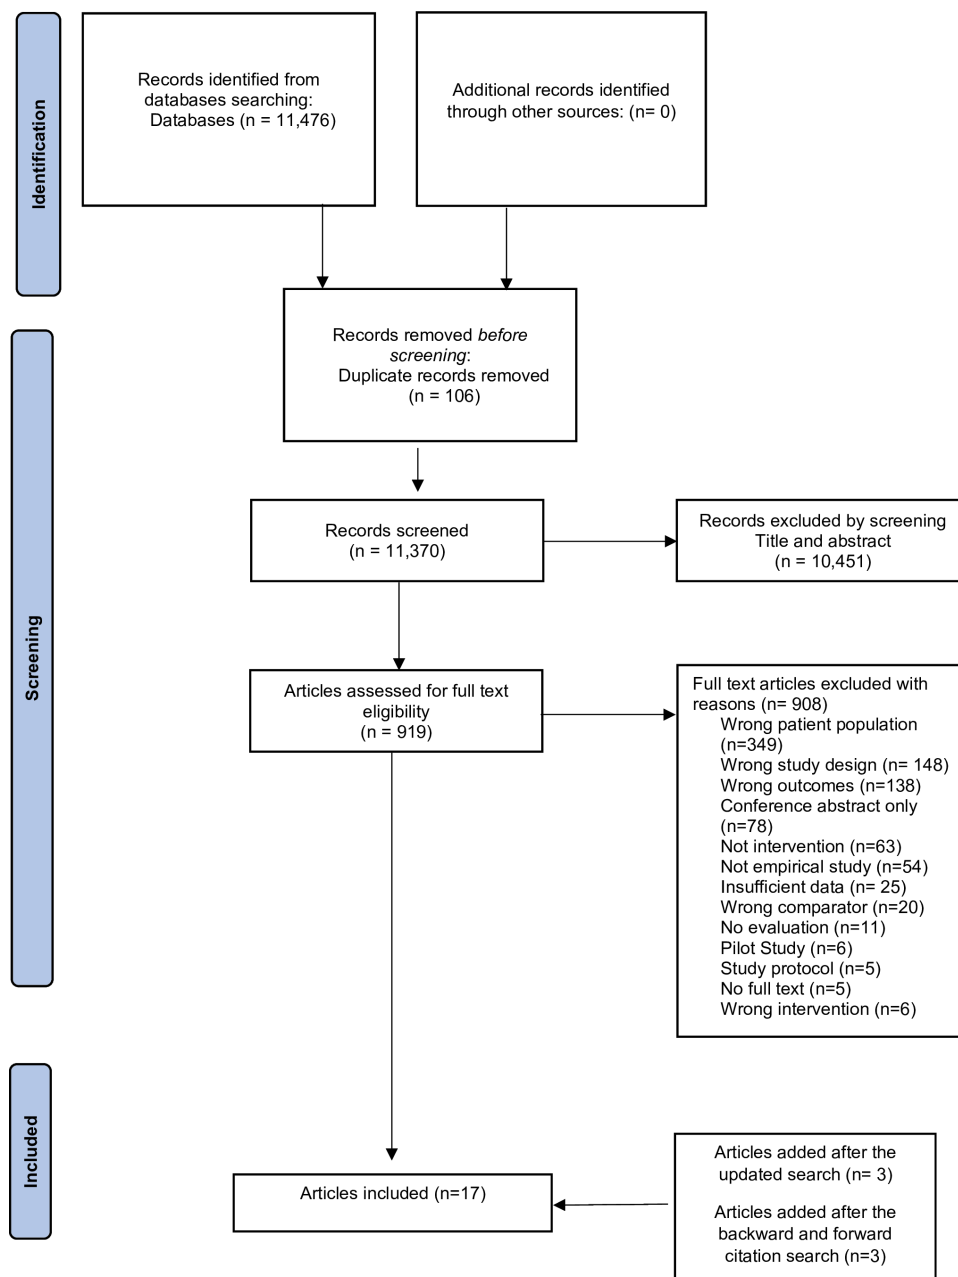 Identification
Records identified from
databases searching:
Databases (n = 11,476)
Additional records identified
through other sources: (n= 0)
Records removed before
screening:
Duplicate records removed
(n = 106)
Screening
Records screened
(n = 11,370)
Records excluded by screening
Title and abstract
(n = 10,451)
Articles assessed for full text
eligibility
(n = 919)
Full text articles excluded with
reasons (n= 908)
Wrong patient population
(n=349)
Wrong study design (n= 148)
Wrong outcomes (n=138)
Conference abstract only
(n=78)
Not intervention (n=63)
Not empirical study (n=54)
Insufficient data (n= 25)
Wrong comparator (n=20)
No evaluation (n=11)
Pilot Study (n=6)
Study protocol (n=5)
No full text (n=5)
Wrong intervention (n=6)
Included
Articles included (n=17)
Articles added after the
updated search (n= 3)
Articles added after the
backward and forward
citation search (n=3)